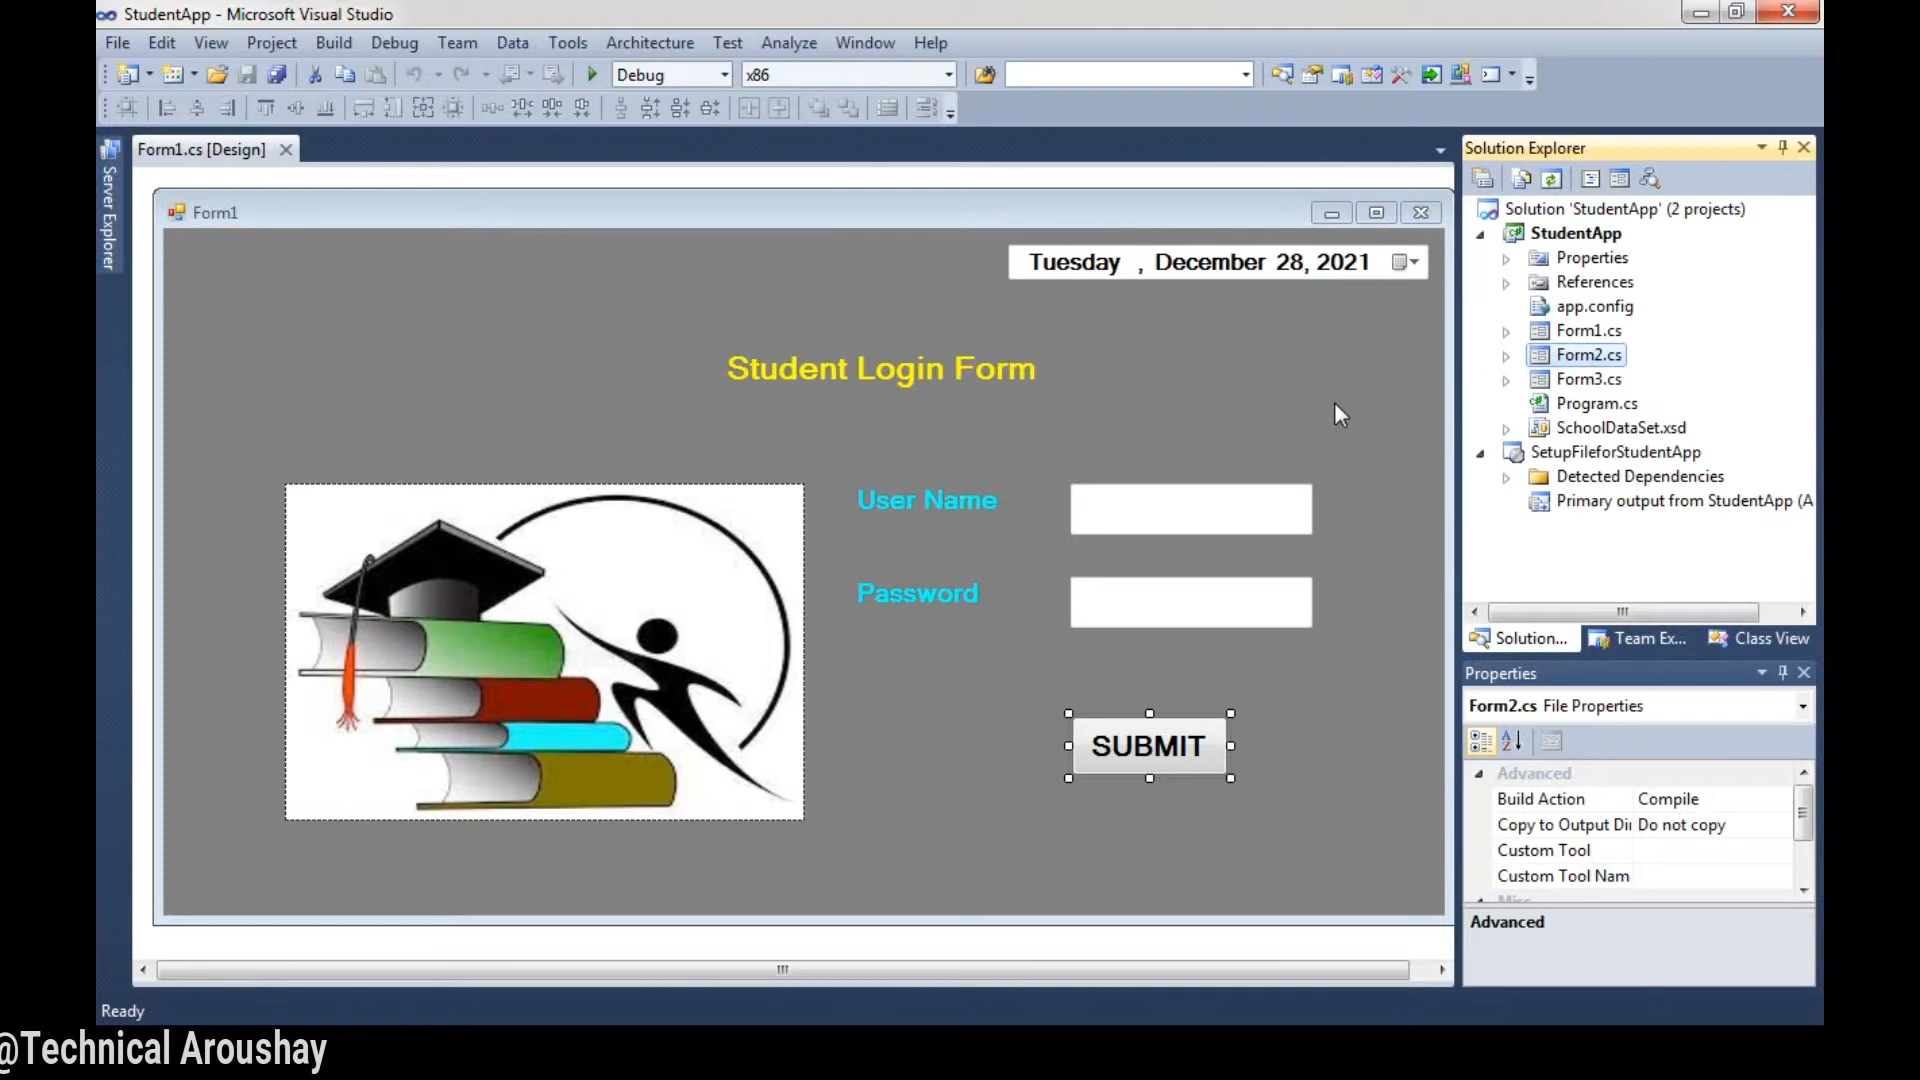 StudentApp - Microsoft Visual Studio
File Edit View Project Build Debug Team Data Tools Architecture Test Analyze Window Help
Debug x86
Server Explorer
Form1.cs [Design]
Form1
Tuesday , December 28, 2021
Student Login Form
User Name
Password
SUBMIT
Solution Explorer
Solution 'StudentApp' (2 projects)
StudentApp
Properties
References
app.config
Form1.cs
Form2.cs
Form3.cs
Program.cs
SchoolDataSet.xsd
SetupFileforStudentApp
Detected Dependencies
Primary output from StudentApp (A
Solution... Team Ex... Class View
Properties
Form2.cs File Properties
Advanced
Build Action Compile
Copy to Output Di Do not copy
Custom Tool
Custom Tool Nam
Misc
Advanced
Ready
@Technical Aroushay